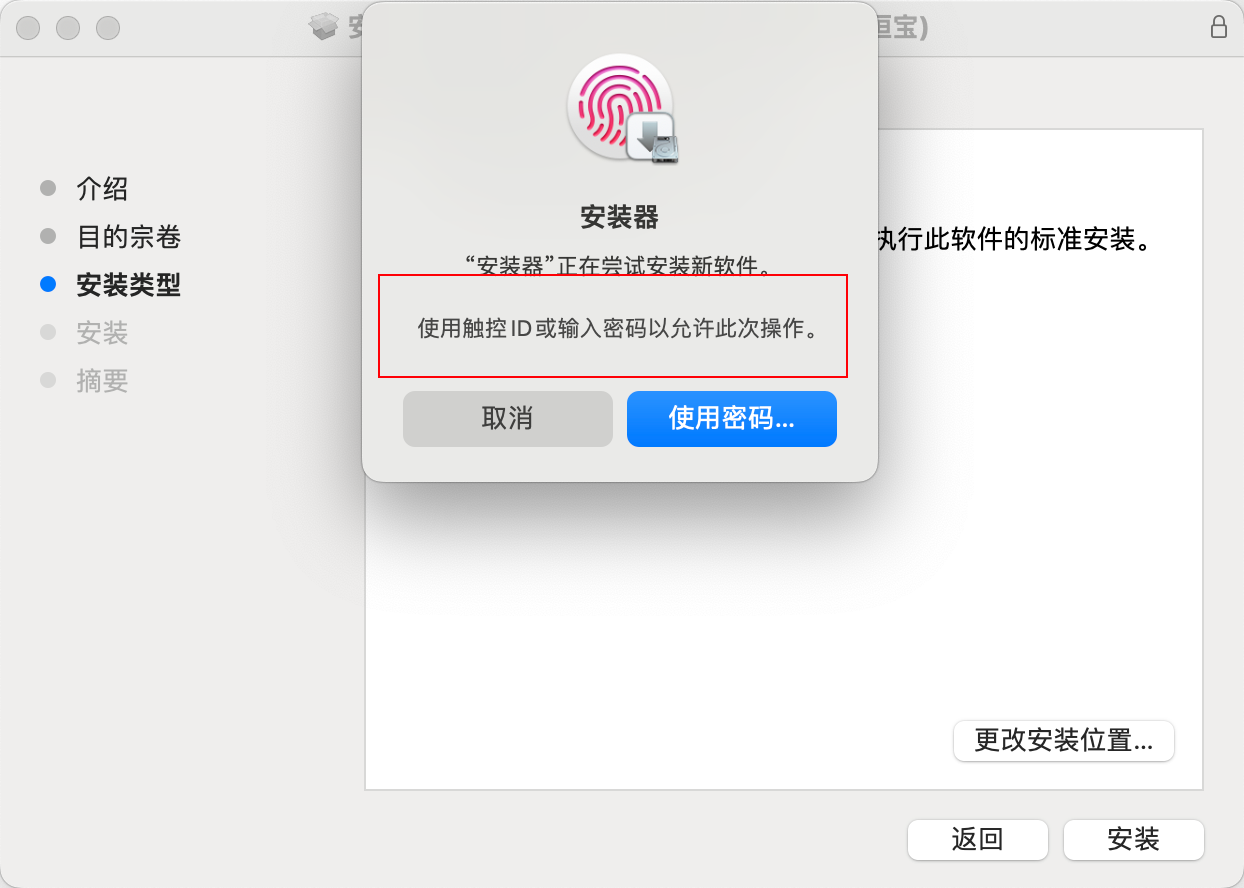 宝)
介绍
目的宗卷
安装类型
安装
摘要
安装器
“安装器”正在尝试安装新软件。
使用触控 ID 或输入密码以允许此次操作。
取消
使用密码...
执行此软件的标准安装。
更改安装位置...
返回
安装